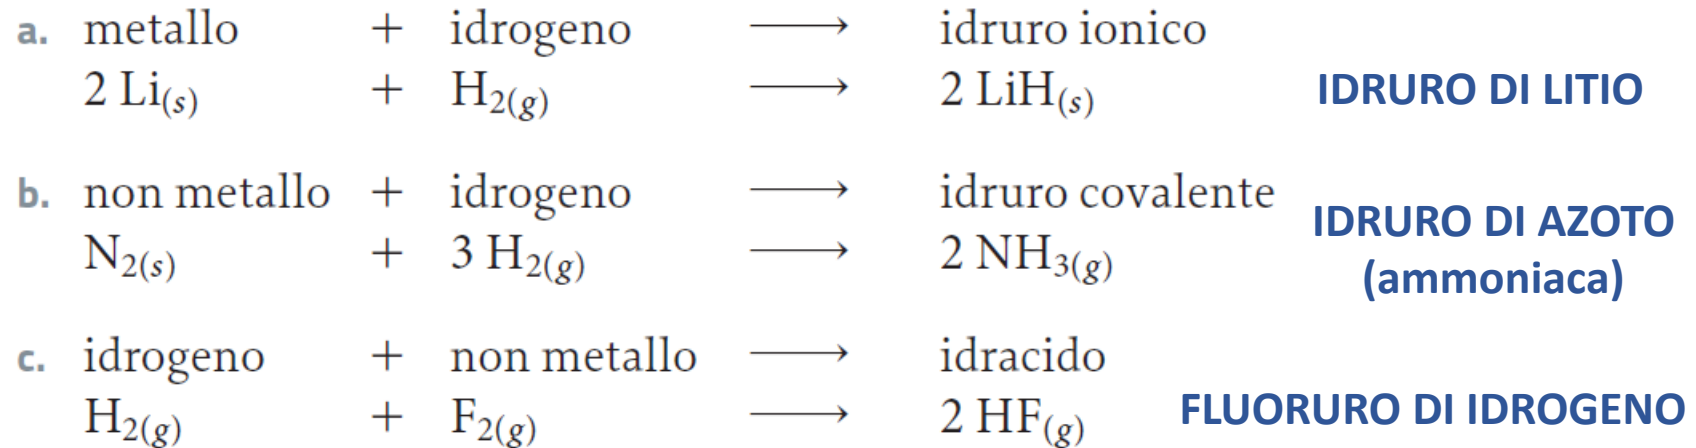 a. metallo + idrogeno ⟶ idruro ionico
2 Li(s) + H₂(g) ⟶ 2 LiH(s) IDRURO DI LITIO
b. non metallo + idrogeno ⟶ idruro covalente
IDRURO DI AZOTO
N₂(s) + 3 H₂(g) ⟶ 2 NH₃(g)
(ammoniaca)
c. idrogeno + non metallo ⟶ idracido
H₂(g) + F₂(g) ⟶ 2 HF(g) FLUORURO DI IDROGENO